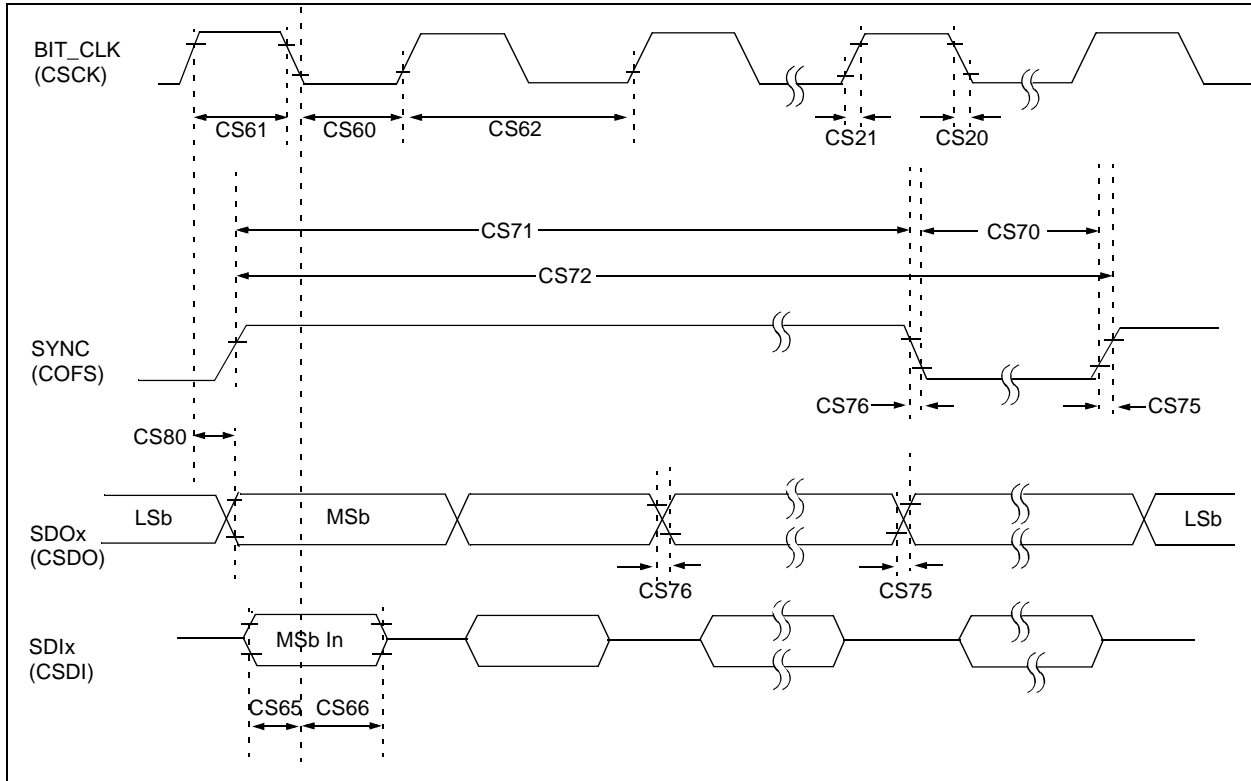 BIT_CLK
(CSCK)
CS61
CS60
CS62
CS21
CS20
CS71
CS70
CS72
SYNC
(COFS)
CS76
CS75
CS80
LSb
MSb
LSb
SDOx
(CSDO)
CS76
CS75
MSb In
SDIx
(CSDI)
CS65
CS66